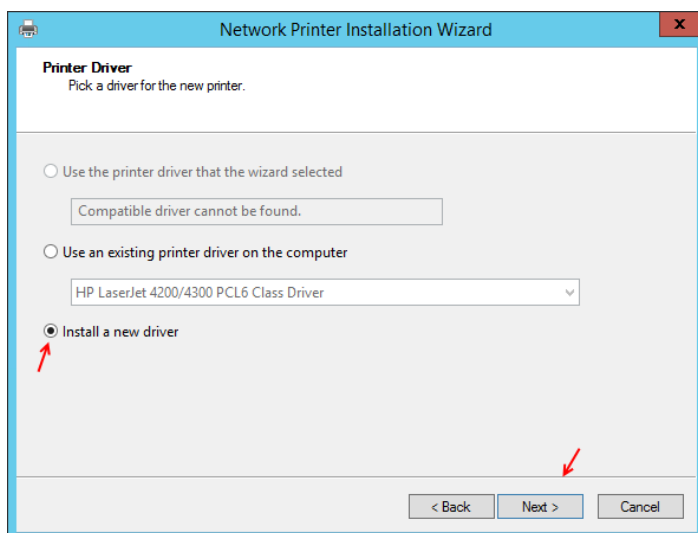 Network Printer Installation Wizard
x
Printer Driver
Pick a driver for the new printer.
Use the printer driver that the wizard selected
Compatible driver cannot be found.
Use an existing printer driver on the computer
HP LaserJet 4200/4300 PCL6 Class Driver
Install a new driver
< Back
Next >
Cancel